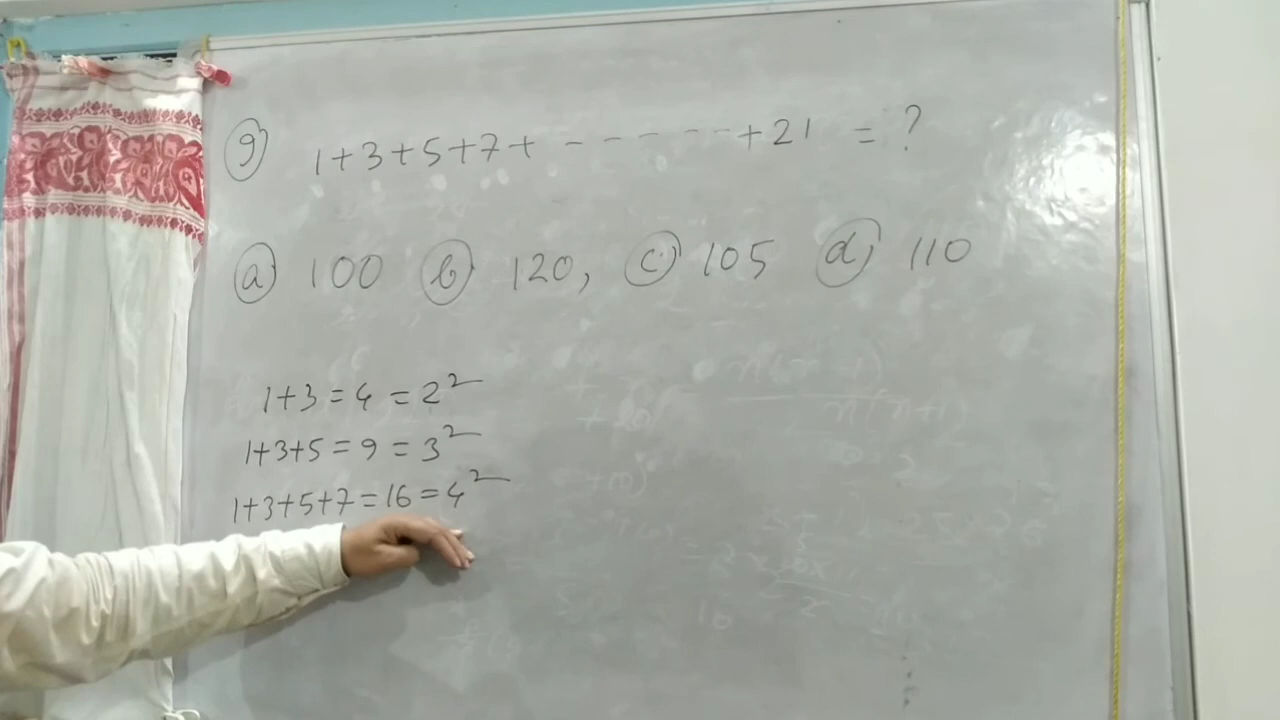 9) 1+3+5+7+ - - - - - - - +21 = ?
a) 100 b) 120, c) 105 d) 110
1+3=4=2²
1+3+5=9=3²
1+3+5+7=16=4²